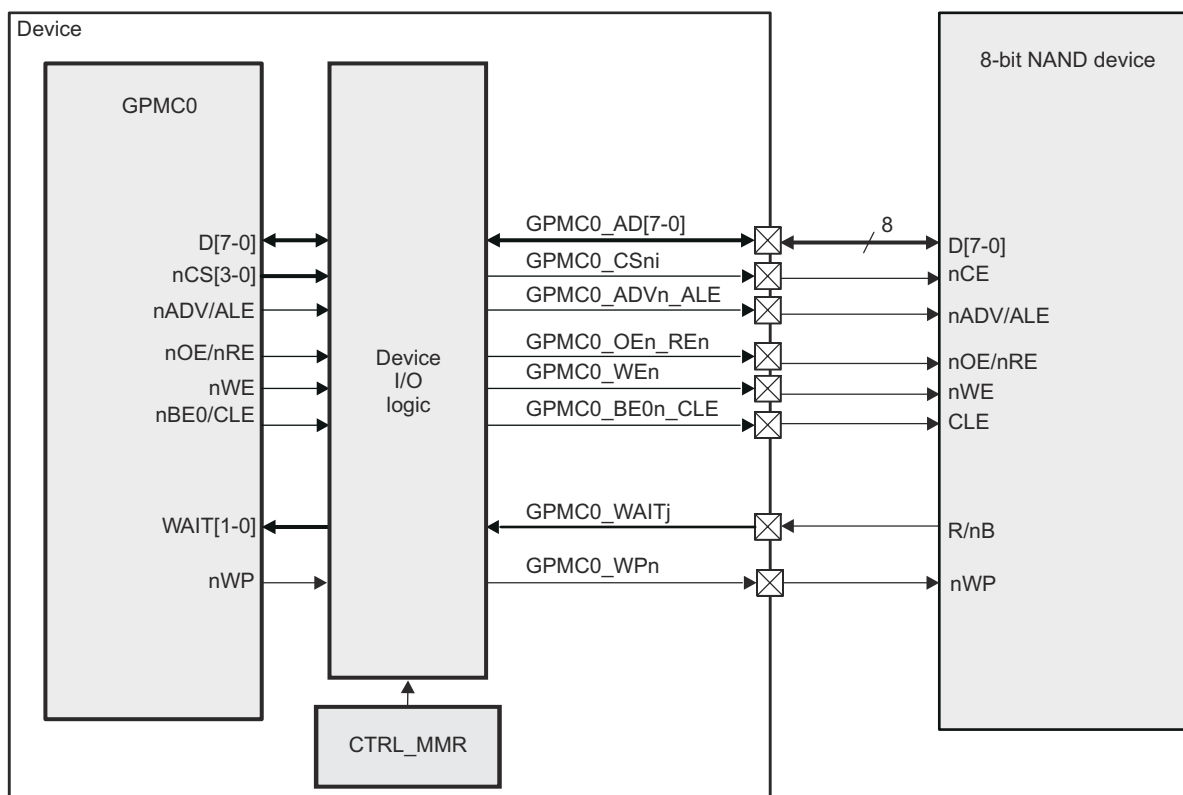 Device
GPMC0
8-bit NAND device
D[7-0]
nCS[3-0]
nADV/ALE
nOE/nRE
nWE
nBE0/CLE
WAIT[1-0]
nWP
Device
I/O
logic
CTRL_MMR
GPMC0_AD[7-0]
GPMC0_CSni
GPMC0_ADVn_ALE
GPMC0_OEn_REn
GPMC0_WEn
GPMC0_BE0n_CLE
GPMC0_WAITj
GPMC0_WPn
8
D[7-0]
nCE
nADV/ALE
nOE/nRE
nWE
CLE
R/nB
nWP